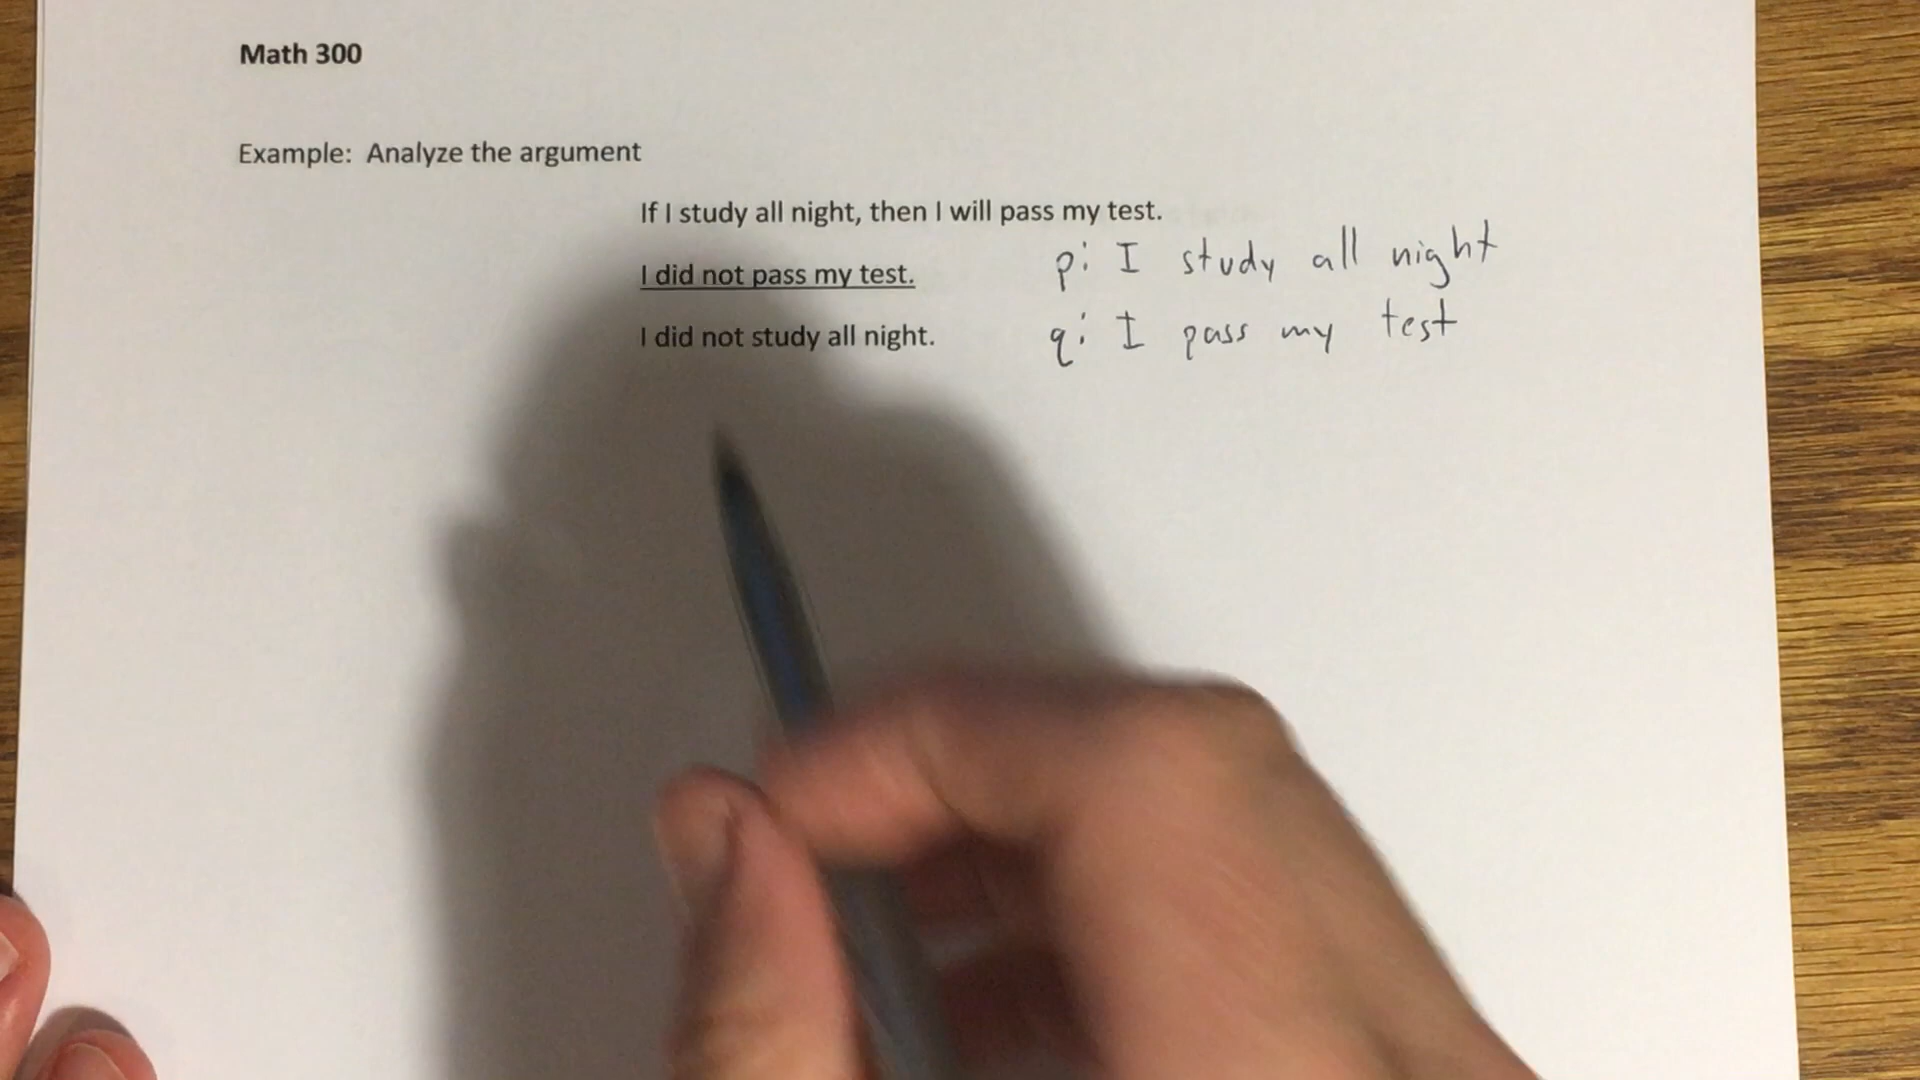 Math 300
Example: Analyze the argument
If I study all night, then I will pass my test.
I did not pass my test.
p: I study all night
I did not study all night.
q: I pass my test